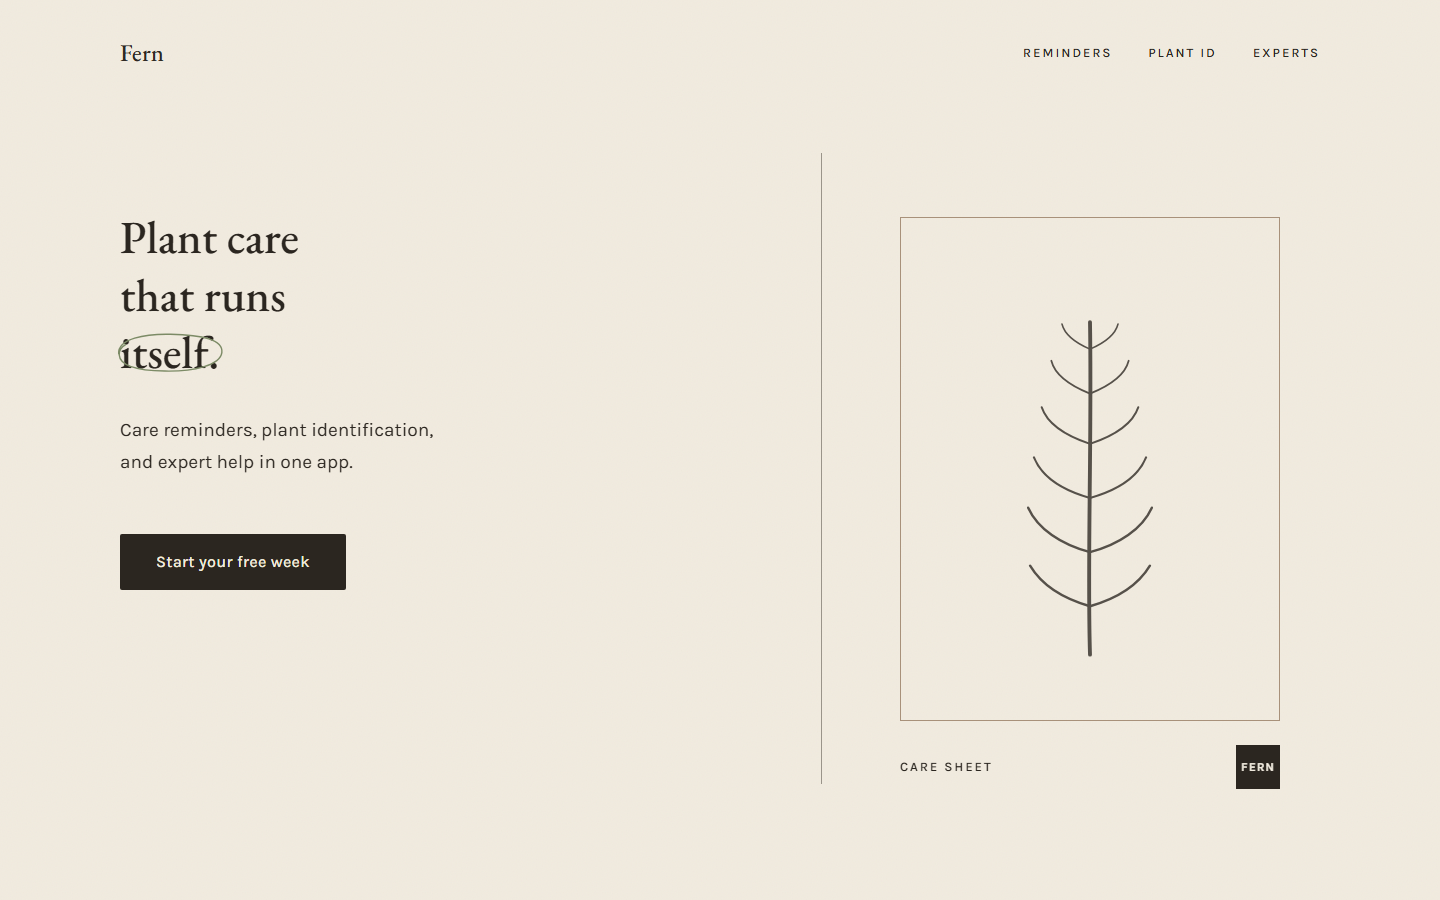 Fern
REMINDERS PLANT ID EXPERTS
Plant care
that runs
itself.
Care reminders, plant identification,
and expert help in one app.
Start your free week
CARE SHEET
FERN